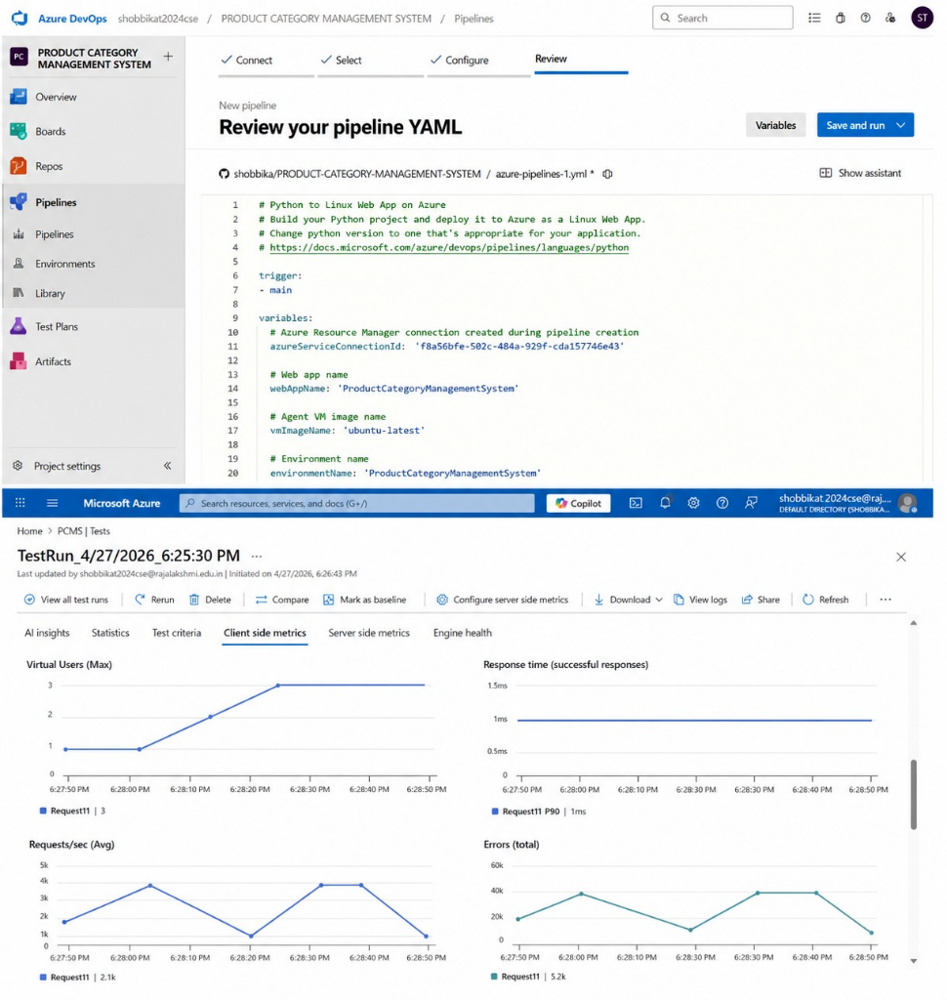 Azure DevOps shobbikat2024cse / PRODUCT CATEGORY MANAGEMENT SYSTEM / Pipelines
Search
ST
PC
PRODUCT CATEGORY
MANAGEMENT SYSTEM
+
Overview
Boards
Repos
Pipelines
Pipelines
Environments
Library
Test Plans
Artifacts
Project settings
Connect
Select
Configure
Review
New pipeline
Review your pipeline YAML
Variables
Save and run
shobbika/PRODUCT-CATEGORY-MANAGEMENT-SYSTEM / azure-pipelines-1.yml *
Show assistant
1 # Python to Linux Web App on Azure
2 # Build your Python project and deploy it to Azure as a Linux Web App.
3 # Change python version to one that's appropriate for your application.
4 # https://docs.microsoft.com/azure/devops/pipelines/languages/python
5
6 trigger:
7 - main
8
9 variables:
10 # Azure Resource Manager connection created during pipeline creation
11 azureServiceConnectionId: 'f8a56bfe-502c-484a-929f-cda157746e43'
12
13 # Web app name
14 webAppName: 'ProductCategoryManagementSystem'
15
16 # Agent VM image name
17 vmImageName: 'ubuntu-latest'
18
19 # Environment name
20 environmentName: 'ProductCategoryManagementSystem'
Microsoft Azure
Search resources, services, and docs (G+/)
Copilot
shobbikat.2024cse@raj....
DEFAULT DIRECTORY (SHOBBIKA...
Home > PCMS | Tests
TestRun_4/27/2026_6:25:30 PM ...
Last updated by shobbikat2024cse@rajalakshmi.edu.in | Initiated on 4/27/2026, 6:26:43 PM
View all test runs
Rerun
Delete
Compare
Mark as baseline
Configure server side metrics
Download
View logs
Share
Refresh
...
AI insights
Statistics
Test criteria
Client side metrics
Server side metrics
Engine health
Virtual Users (Max)
3
2
1
0
6:27:50 PM 6:28:00 PM 6:28:10 PM 6:28:20 PM 6:28:30 PM 6:28:40 PM 6:28:50 PM
Request11 | 3
Response time (successful responses)
1.5ms
1ms
0.5ms
0
6:27:50 PM 6:28:00 PM 6:28:10 PM 6:28:30 PM 6:28:30 PM 6:28:40 PM 6:28:50 PM
Request11 P90 | 1ms
Requests/sec (Avg)
5k
4k
3k
2k
1k
0
6:27:50 PM 6:28:00 PM 6:28:10 PM 6:28:20 PM 6:28:30 PM 6:28:40 PM 6:28:50 PM
Request11 | 2.1k
Errors (total)
60k
40k
20k
0
6:27:50 PM 6:28:00 PM 6:28:10 PM 6:28:30 PM 6:28:30 PM 6:28:40 PM 6:28:50 PM
Request11 | 5.2k